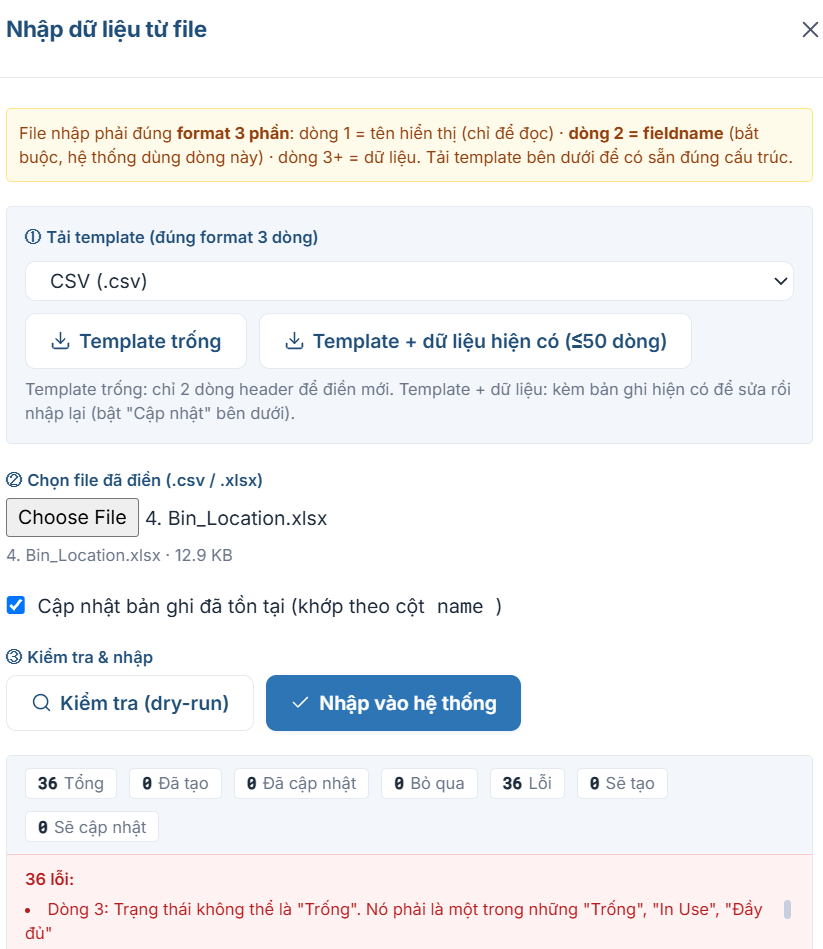 Nhập dữ liệu từ file
File nhập phải đúng format 3 phần: dòng 1 = tên hiển thị (chỉ để đọc) · dòng 2 = fieldname (bắt
buộc, hệ thống dùng dòng này) · dòng 3+ = dữ liệu. Tải template bên dưới để có sẵn đúng cấu trúc.
① Tải template (đúng format 3 dòng)
CSV (.csv)
Template trống
Template + dữ liệu hiện có (≤50 dòng)
Template trống: chỉ 2 dòng header để điền mới. Template + dữ liệu: kèm bản ghi hiện có để sửa rồi
nhập lại (bật "Cập nhật" bên dưới).
② Chọn file đã điền (.csv / .xlsx)
Choose File 4. Bin_Location.xlsx
4. Bin_Location.xlsx · 12.9 KB
Cập nhật bản ghi đã tồn tại (khớp theo cột name )
③ Kiểm tra & nhập
Kiểm tra (dry-run)
Nhập vào hệ thống
36 Tổng
0 Đã tạo
0 Đã cập nhật
0 Bỏ qua
36 Lỗi
0 Sẽ tạo
0 Sẽ cập nhật
36 lỗi:
• Dòng 3: Trạng thái không thể là "Trống". Nó phải là một trong những "Trống", "In Use", "Đầy
đủ"